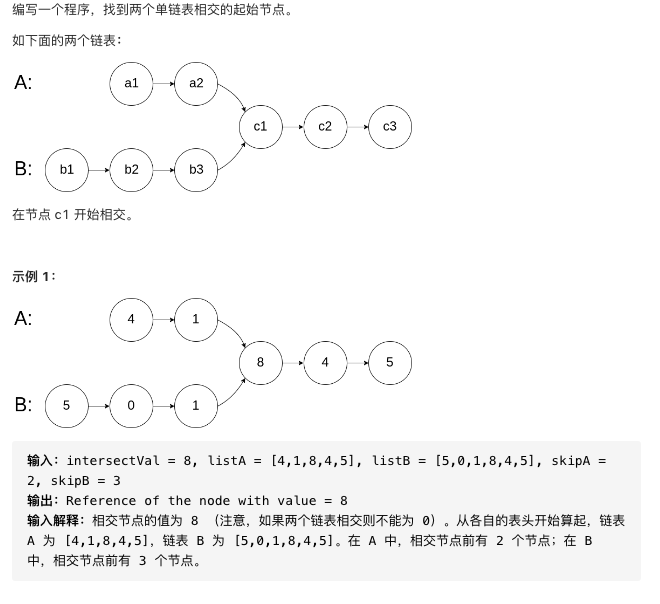 编写一个程序，找到两个单链表相交的起始节点。
如下面的两个链表：
A: a1 a2
c1 c2 c3
B: b1 b2 b3
在节点 c1 开始相交。
示例 1：
A: 4 1
8 4 5
B: 5 0 1
输入：intersectVal = 8, listA = [4,1,8,4,5], listB = [5,0,1,8,4,5], skipA =
2, skipB = 3
输出：Reference of the node with value = 8
输入解释：相交节点的值为 8 （注意，如果两个链表相交则不能为 0）。从各自的表头开始算起，链表
A 为 [4,1,8,4,5]，链表 B 为 [5,0,1,8,4,5]。在 A 中，相交节点前有 2 个节点；在 B
中，相交节点前有 3 个节点。